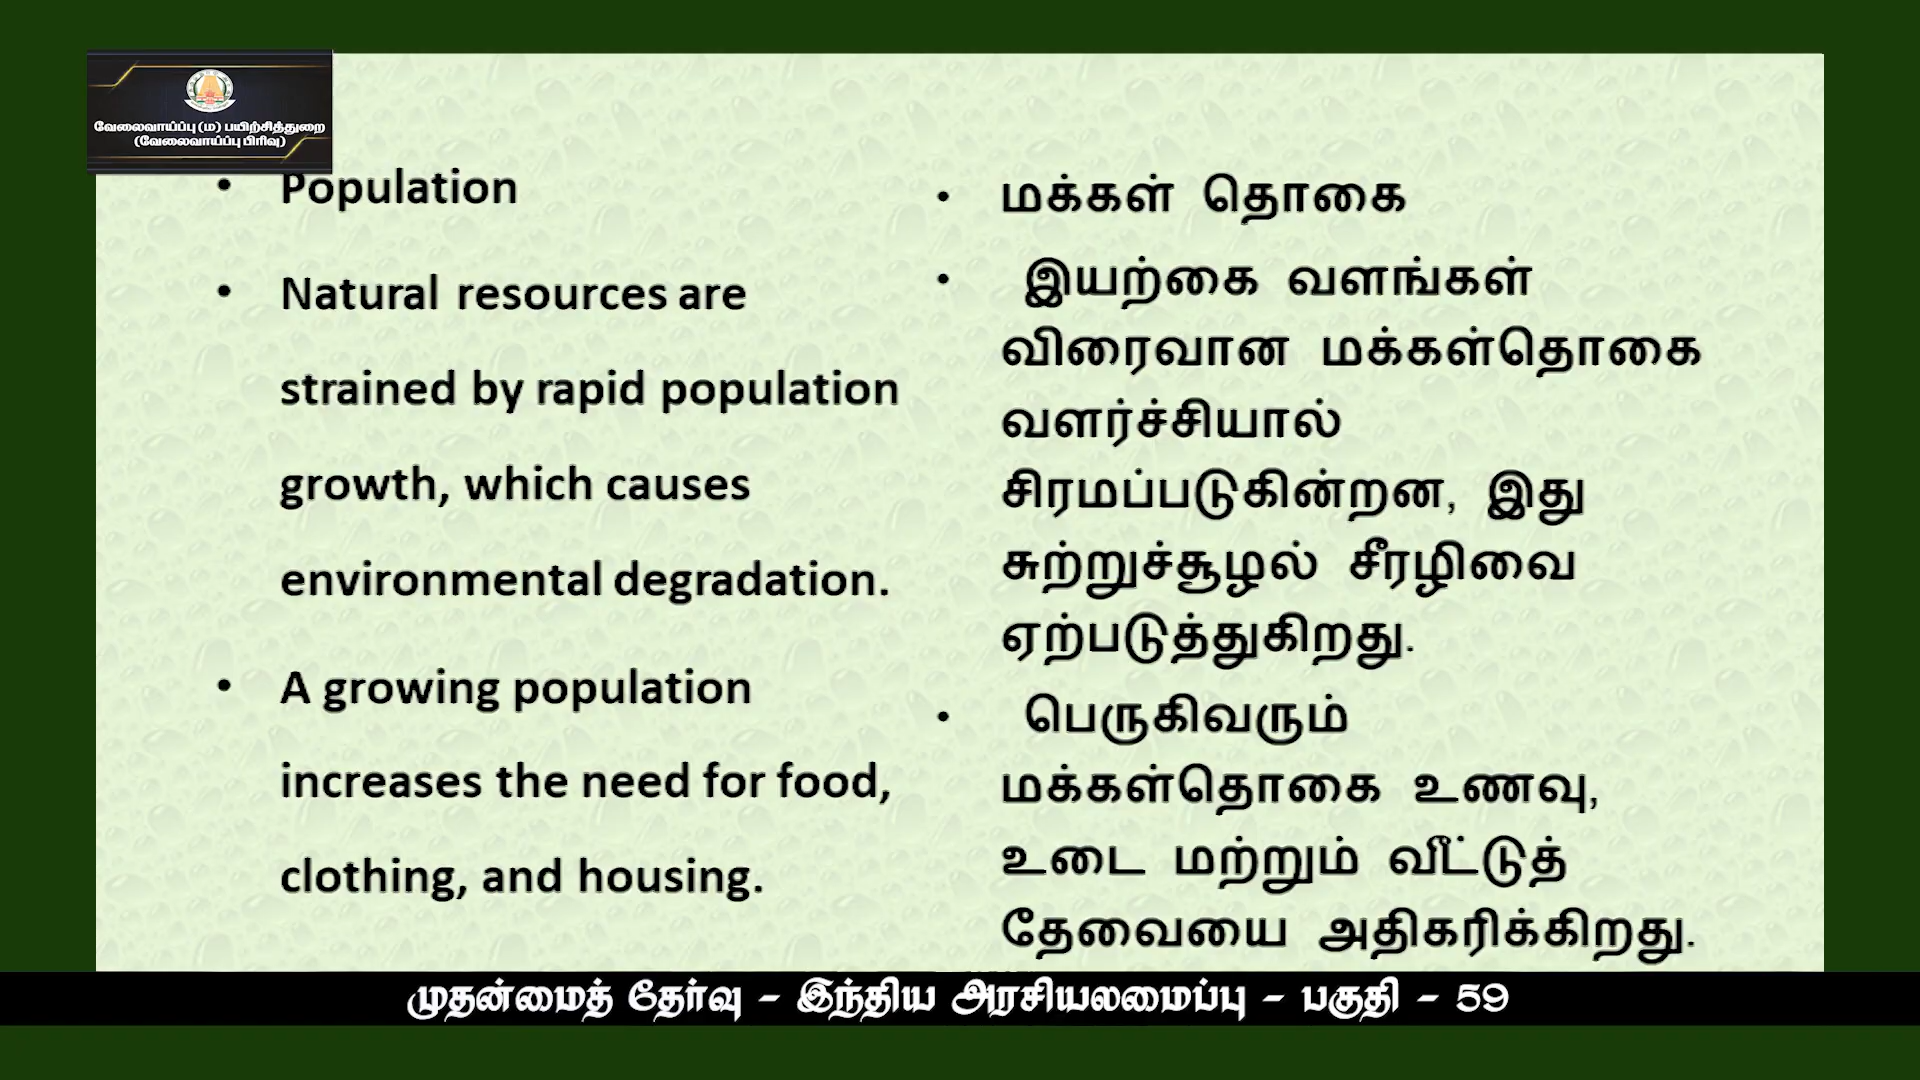 வேலைவாய்ப்பு (ம) பயிற்சித்துறை
(வேலைவாய்ப்பு பிரிவு)
• Population
• Natural resources are
strained by rapid population
growth, which causes
environmental degradation.
• A growing population
increases the need for food,
clothing, and housing.
• மக்கள் தொகை
• இயற்கை வளங்கள்
விரைவான மக்கள்தொகை
வளர்ச்சியால்
சிரமப்படுகின்றன, இது
சுற்றுச்சூழல் சீரழிவை
ஏற்படுத்துகிறது.
• பெருகிவரும்
மக்கள்தொகை உணவு,
உடை மற்றும் வீட்டுத்
தேவையை அதிகரிக்கிறது.
முதன்மைத் தேர்வு - இந்திய அரசியலமைப்பு - பகுதி - 59